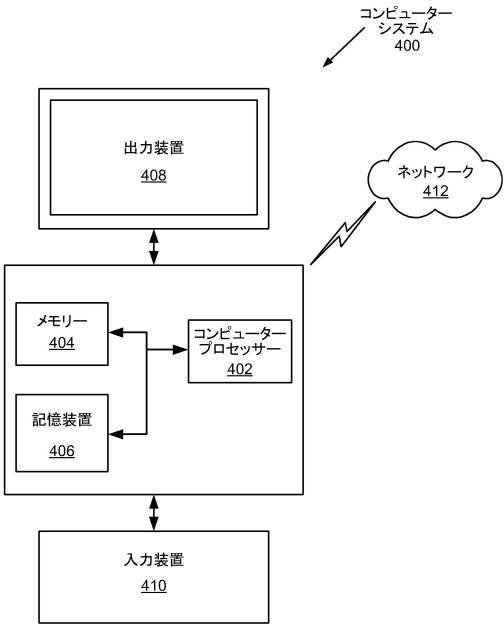 コンピューター
システム
400
出力装置
408
ネットワーク
412
メモリー
404
コンピューター
プロセッサー
402
記憶装置
406
入力装置
410